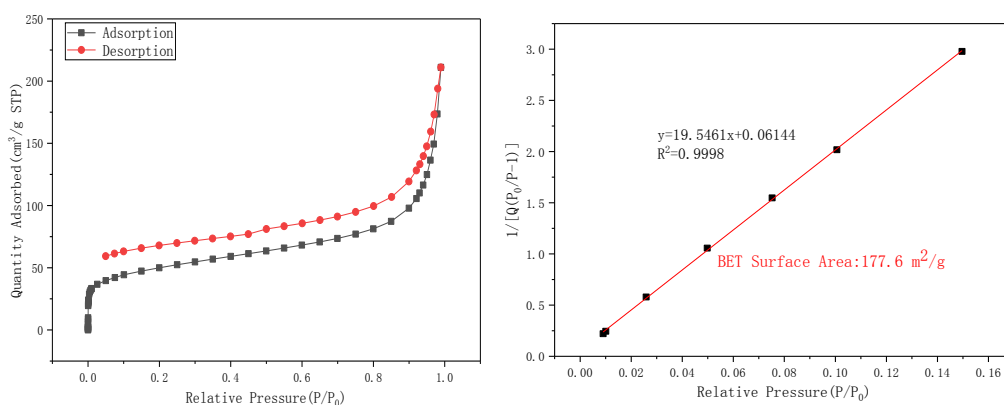 250
200
150
100
50
0
Quantity Adsorbed(cm³/g STP)
Adsorption
Desorption
0.0 0.2 0.4 0.6 0.8 1.0
Relative Pressure(P/P₀)
3.0
2.5
2.0
1.5
1.0
0.5
0.0
1/[Q(P₀/P-1)]
y=19.5461x+0.06144
R²=0.9998
BET Surface Area:177.6 m²/g
0.00 0.02 0.04 0.06 0.08 0.10 0.12 0.14 0.16
Relative Pressure(P/P₀)